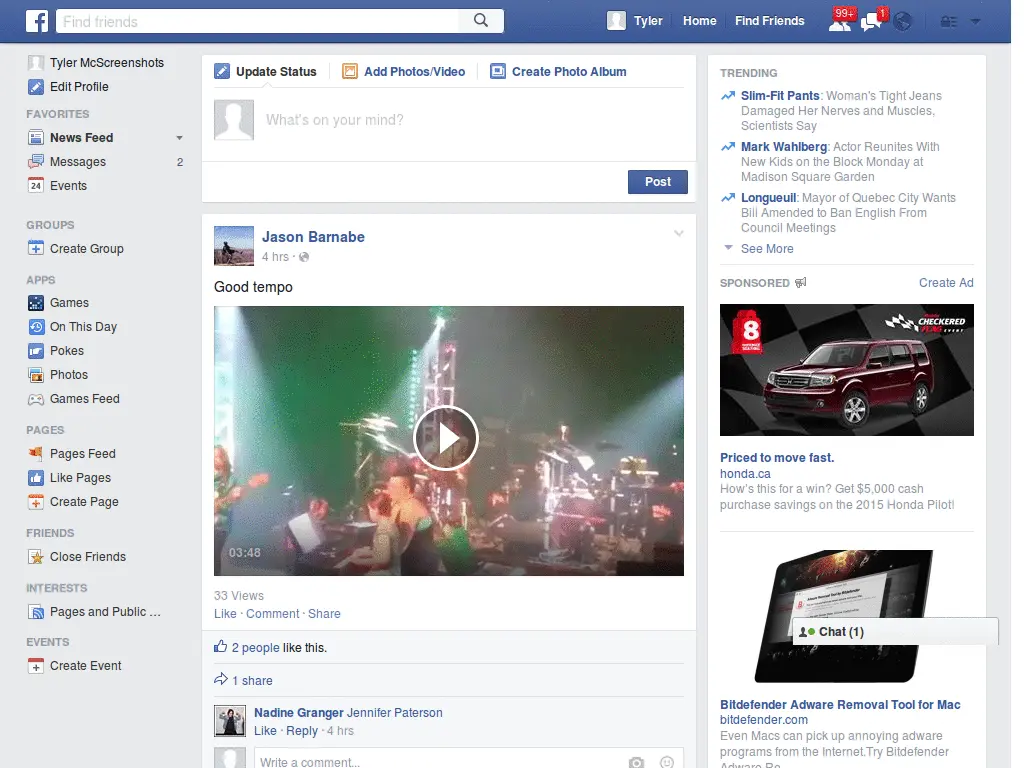 f
Find friends
Tyler
Home
Find Friends
99+
1
Tyler McScreenshots
Edit Profile
FAVORITES
News Feed
Messages
2
24
Events
GROUPS
Create Group
APPS
Games
On This Day
Pokes
Photos
Games Feed
PAGES
Pages Feed
Like Pages
Create Page
FRIENDS
Close Friends
INTERESTS
Pages and Public ...
EVENTS
Create Event
Update Status
Add Photos/Video
Create Photo Album
What's on your mind?
Post
Jason Barnabe
4 hrs ·
Good tempo
03:48
33 Views
Like · Comment · Share
2 people like this.
1 share
Nadine Granger Jennifer Paterson
Like · Reply · 4 hrs
Write a comment...
TRENDING
Slim-Fit Pants: Woman's Tight Jeans
Damaged Her Nerves and Muscles,
Scientists Say
Mark Wahlberg: Actor Reunites With
New Kids on the Block Monday at
Madison Square Garden
Longueuil: Mayor of Quebec City Wants
Bill Amended to Ban English From
Council Meetings
See More
SPONSORED
Create Ad
8
CHECKERED
FLAG EVENT
Priced to move fast.
honda.ca
How's this for a win? Get $5,000 cash
purchase savings on the 2015 Honda Pilot!
Chat (1)
Bitdefender Adware Removal Tool for Mac
bitdefender.com
Even Macs can pick up annoying adware
programs from the Internet.Try Bitdefender
Adware Re